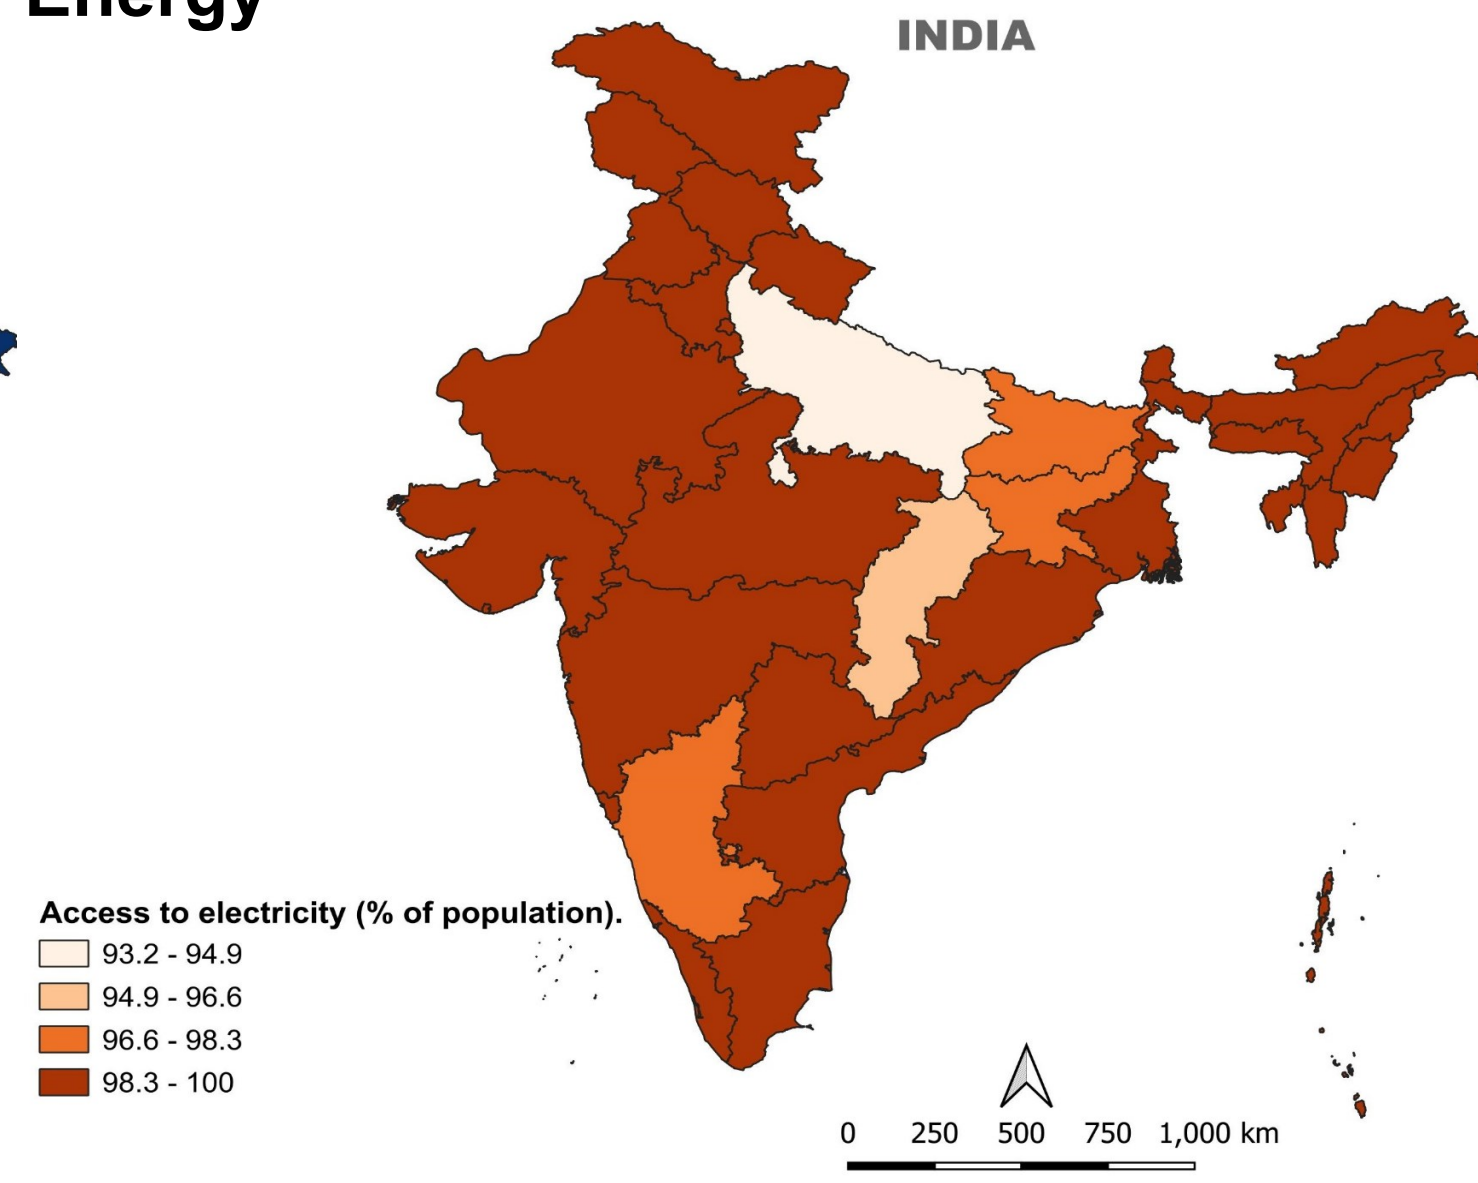 Energy
INDIA
Access to electricity (% of population).
93.2 - 94.9
94.9 - 96.6
96.6 - 98.3
98.3 - 100
0 250 500 750 1,000 km